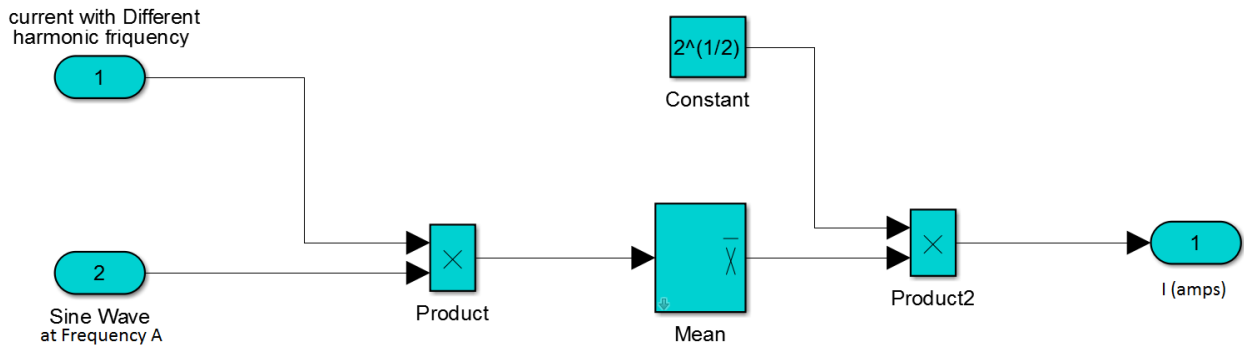 current with Different
harmonic friquency
1
2^(1/2)
Constant
2
Sine Wave
at Frequency A
Product
X
Mean
Product2
1
I (amps)